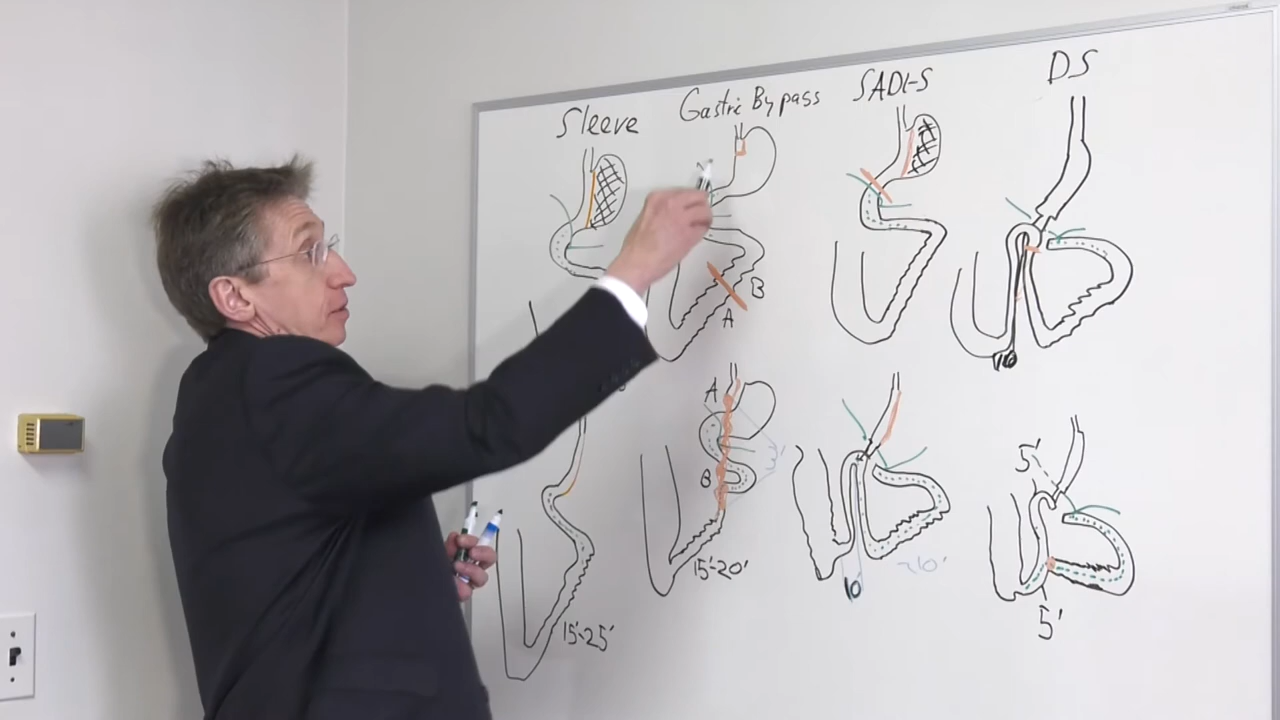 Sleeve
Gastric Bypass
SADI-S
DS
B
A
10
A
B
15'-20'
15'-25'
10
5'
5'